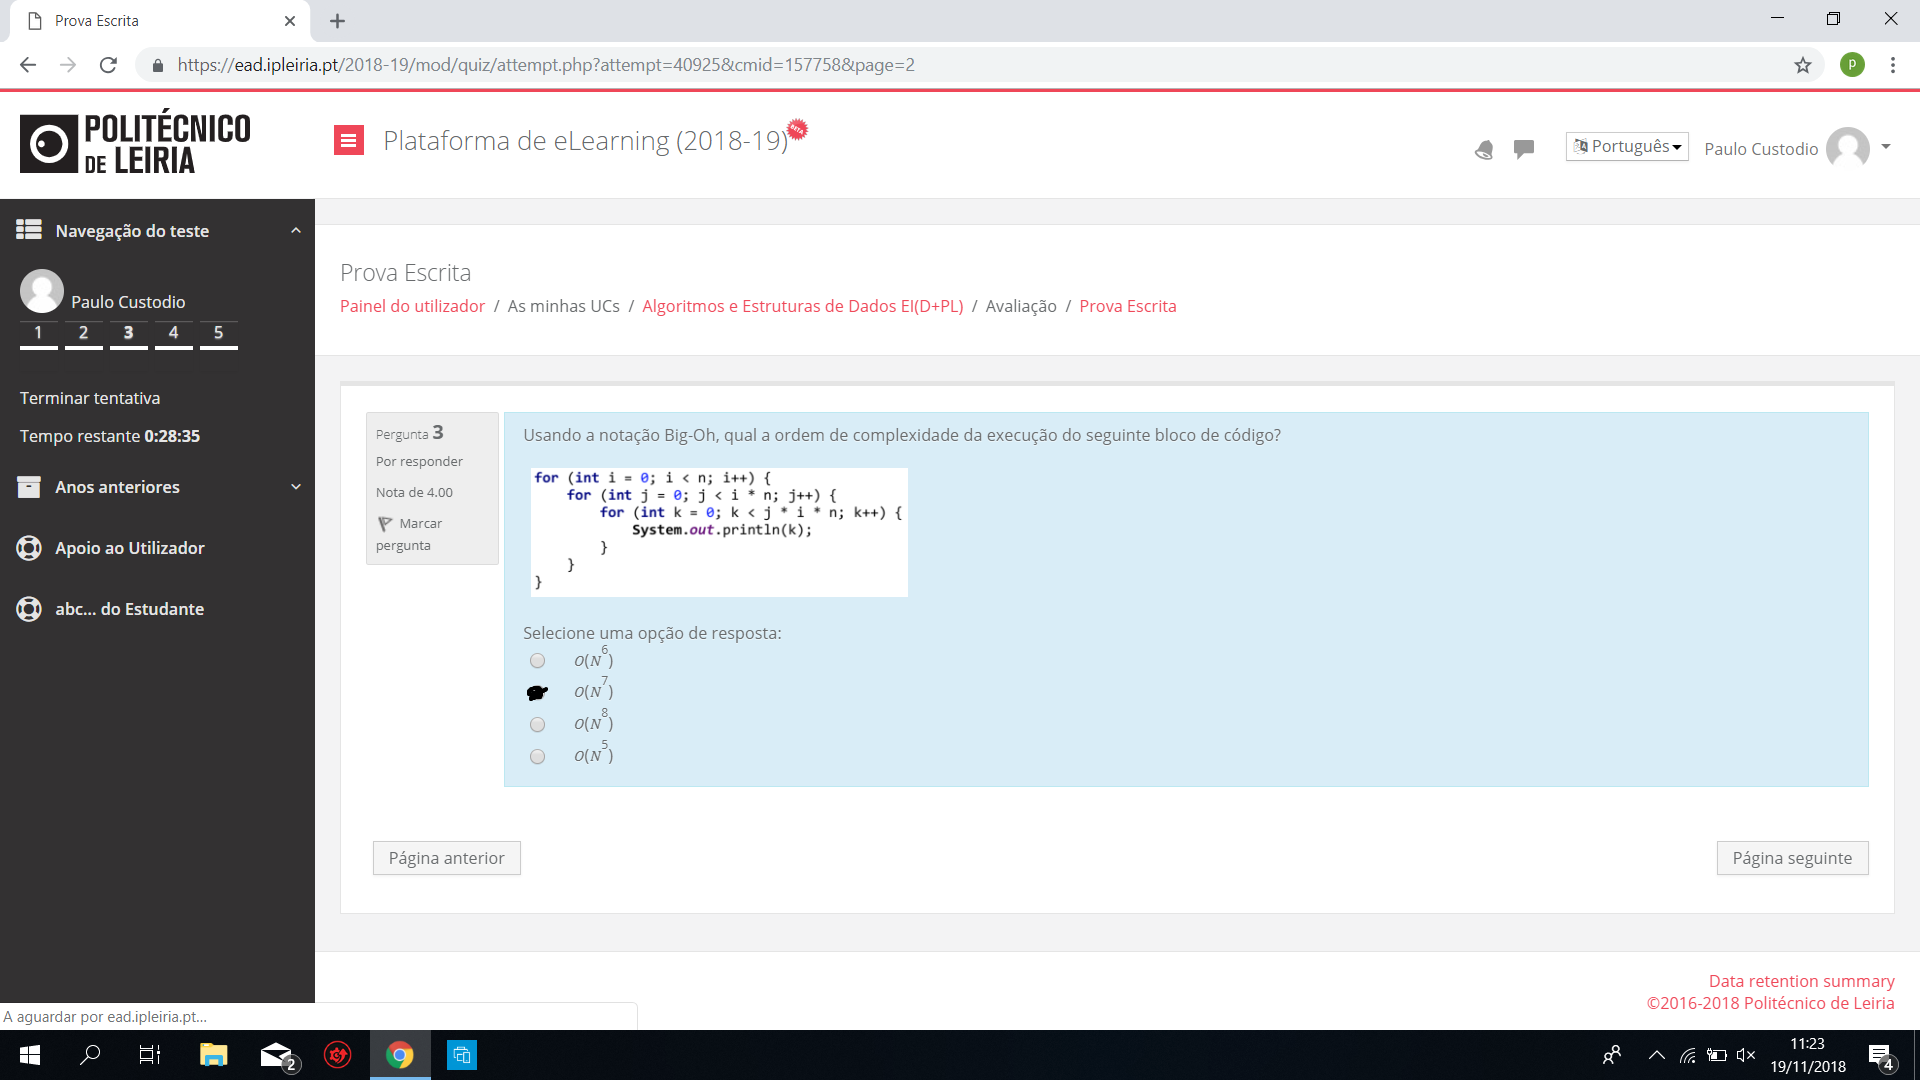 Prova Escrita
https://ead.ipleiria.pt/2018-19/mod/quiz/attempt.php?attempt=40925&cmid=157758&page=2
p
POLITÉCNICO
DE LEIRIA
Plataforma de eLearning (2018-19)
Português
Paulo Custodio
Navegação do teste
Paulo Custodio
1 2 3 4 5
Terminar tentativa
Tempo restante 0:28:35
Anos anteriores
Apoio ao Utilizador
abc... do Estudante
Prova Escrita
Painel do utilizador / As minhas UCs / Algoritmos e Estruturas de Dados EI(D+PL) / Avaliação / Prova Escrita
Pergunta 3
Por responder
Nota de 4.00
Marcar
pergunta
Usando a notação Big-Oh, qual a ordem de complexidade da execução do seguinte bloco de código?
for (int i = 0; i < n; i++) {
for (int j = 0; j < i * n; j++) {
for (int k = 0; k < j * i * n; k++) {
System.out.println(k);
}
}
}
Selecione uma opção de resposta:
O(N⁶)
O(N⁷)
O(N⁸)
O(N⁵)
Página anterior
Página seguinte
Data retention summary
©2016-2018 Politécnico de Leiria
A aguardar por ead.ipleiria.pt...
2
11:23
19/11/2018
4